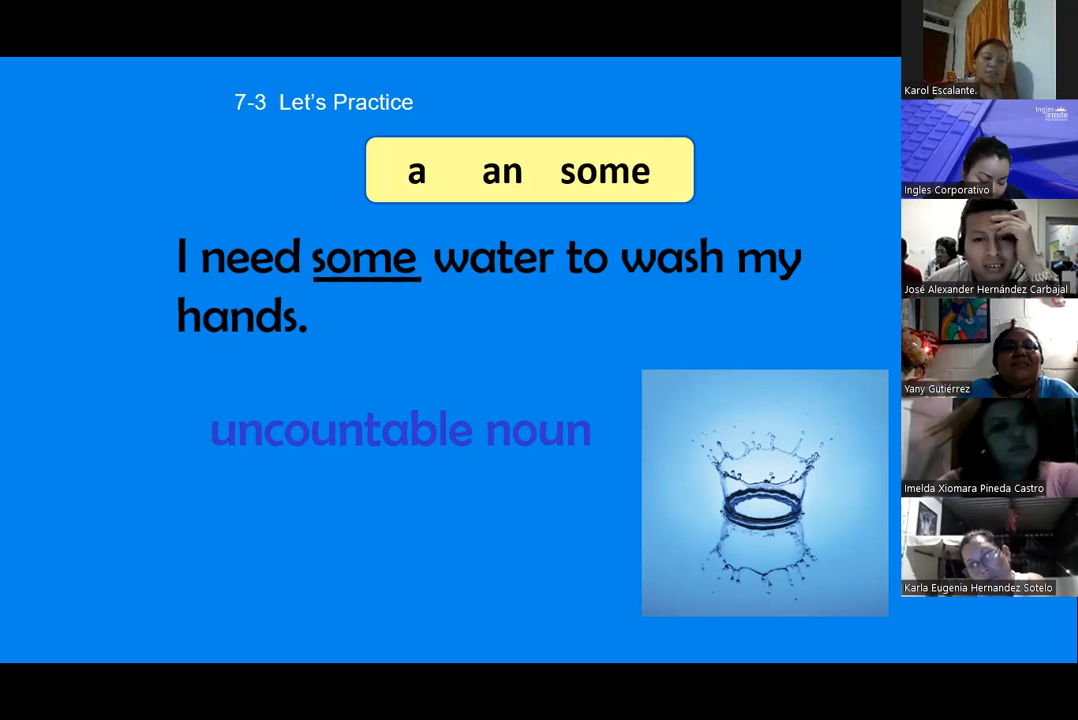 7-3 Let's Practice
a an some
I need some water to wash my
hands.
uncountable noun
Karol Escalante.
Ingles Corporativo
José Alexander Hernández Carbajal
Yany Gutiérrez
Imelda Xiomara Pineda Castro
Karla Eugenia Hernandez Sotelo